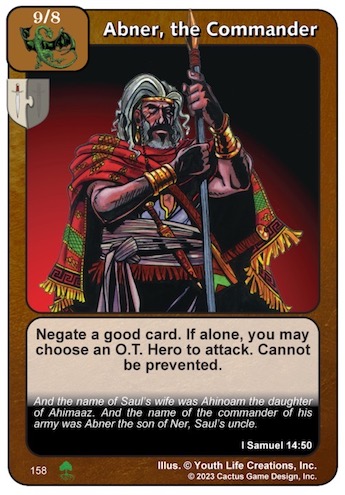 9/8
Abner, the Commander
Negate a good card. If alone, you may
choose an O.T. Hero to attack. Cannot
be prevented.
And the name of Saul's wife was Ahinoam the daughter
of Ahimaaz. And the name of the commander of his
army was Abner the son of Ner, Saul's uncle.
I Samuel 14:50
158
Illus. © Youth Life Creations, Inc.
© 2023 Cactus Game Design, Inc.